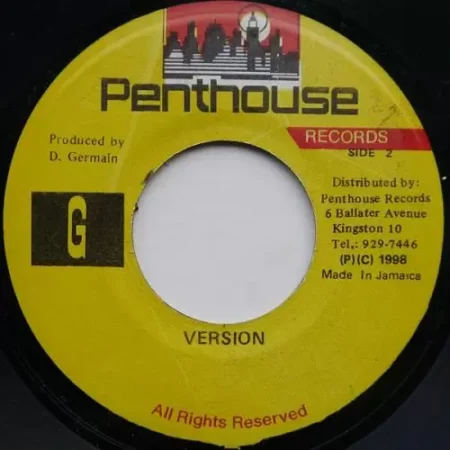 Penthouse
RECORDS
SIDE 2
Produced by
D. Germain
G
Distributed by:
Penthouse Records
6 Ballater Avenue
Kingston 10
Tel,: 929-7446
(P)(C) 1998
Made In Jamaica
VERSION
All Rights Reserved